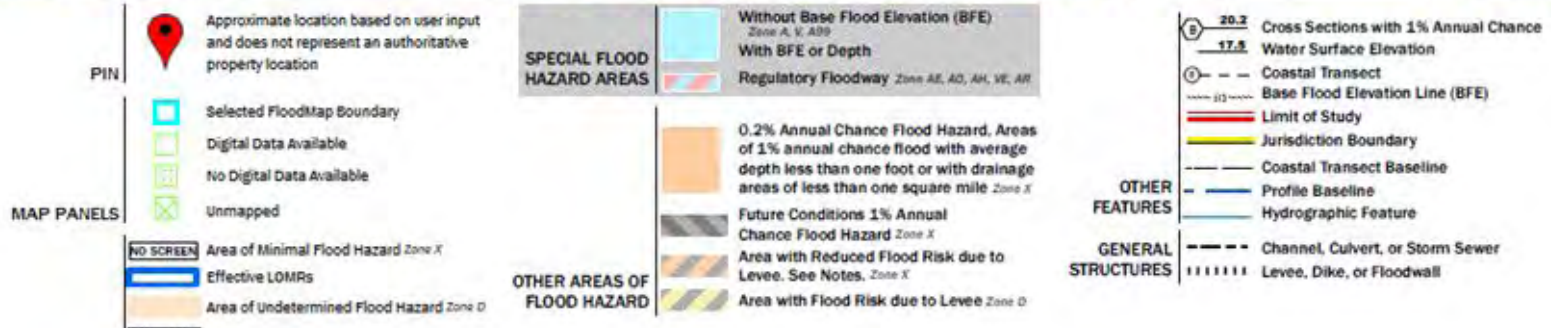 PIN
Approximate location based on user input
and does not represent an authoritative
property location
MAP PANELS
Selected FloodMap Boundary
Digital Data Available
No Digital Data Available
Unmapped
NO SCREEN Area of Minimal Flood Hazard Zone X
Effective LOMRs
Area of Undetermined Flood Hazard Zone D
SPECIAL FLOOD
HAZARD AREAS
Without Base Flood Elevation (BFE)
Zone A, V, A99
With BFE or Depth
Regulatory Floodway Zone AE, AO, AH, VE, AR
OTHER AREAS OF
FLOOD HAZARD
0.2% Annual Chance Flood Hazard, Areas
of 1% annual chance flood with average
depth less than one foot or with drainage
areas of less than one square mile Zone X
Future Conditions 1% Annual
Chance Flood Hazard Zone X
Area with Reduced Flood Risk due to
Levee. See Notes. Zone X
Area with Flood Risk due to Levee Zone D
OTHER
FEATURES
B 20.2 Cross Sections with 1% Annual Chance
17.5 Water Surface Elevation
Coastal Transect
Base Flood Elevation Line (BFE)
Limit of Study
Jurisdiction Boundary
Coastal Transect Baseline
Profile Baseline
Hydrographic Feature
GENERAL
STRUCTURES
Channel, Culvert, or Storm Sewer
Levee, Dike, or Floodwall